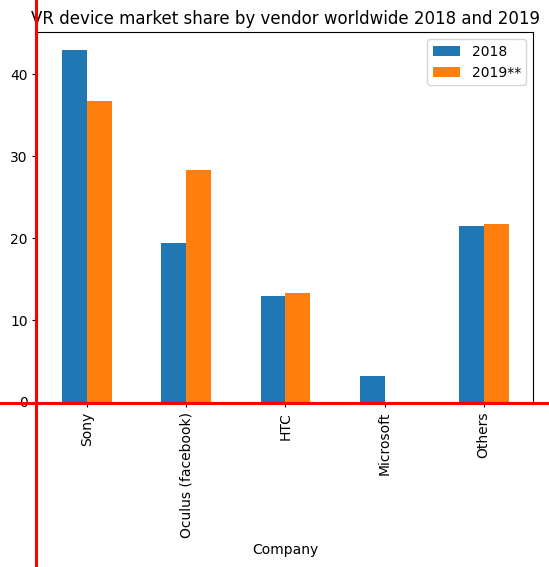 VR device market share by vendor worldwide 2018 and 2019
2018
2019**
40
30
20
10
0
Sony
Oculus (facebook)
HTC
Microsoft
Others
Company